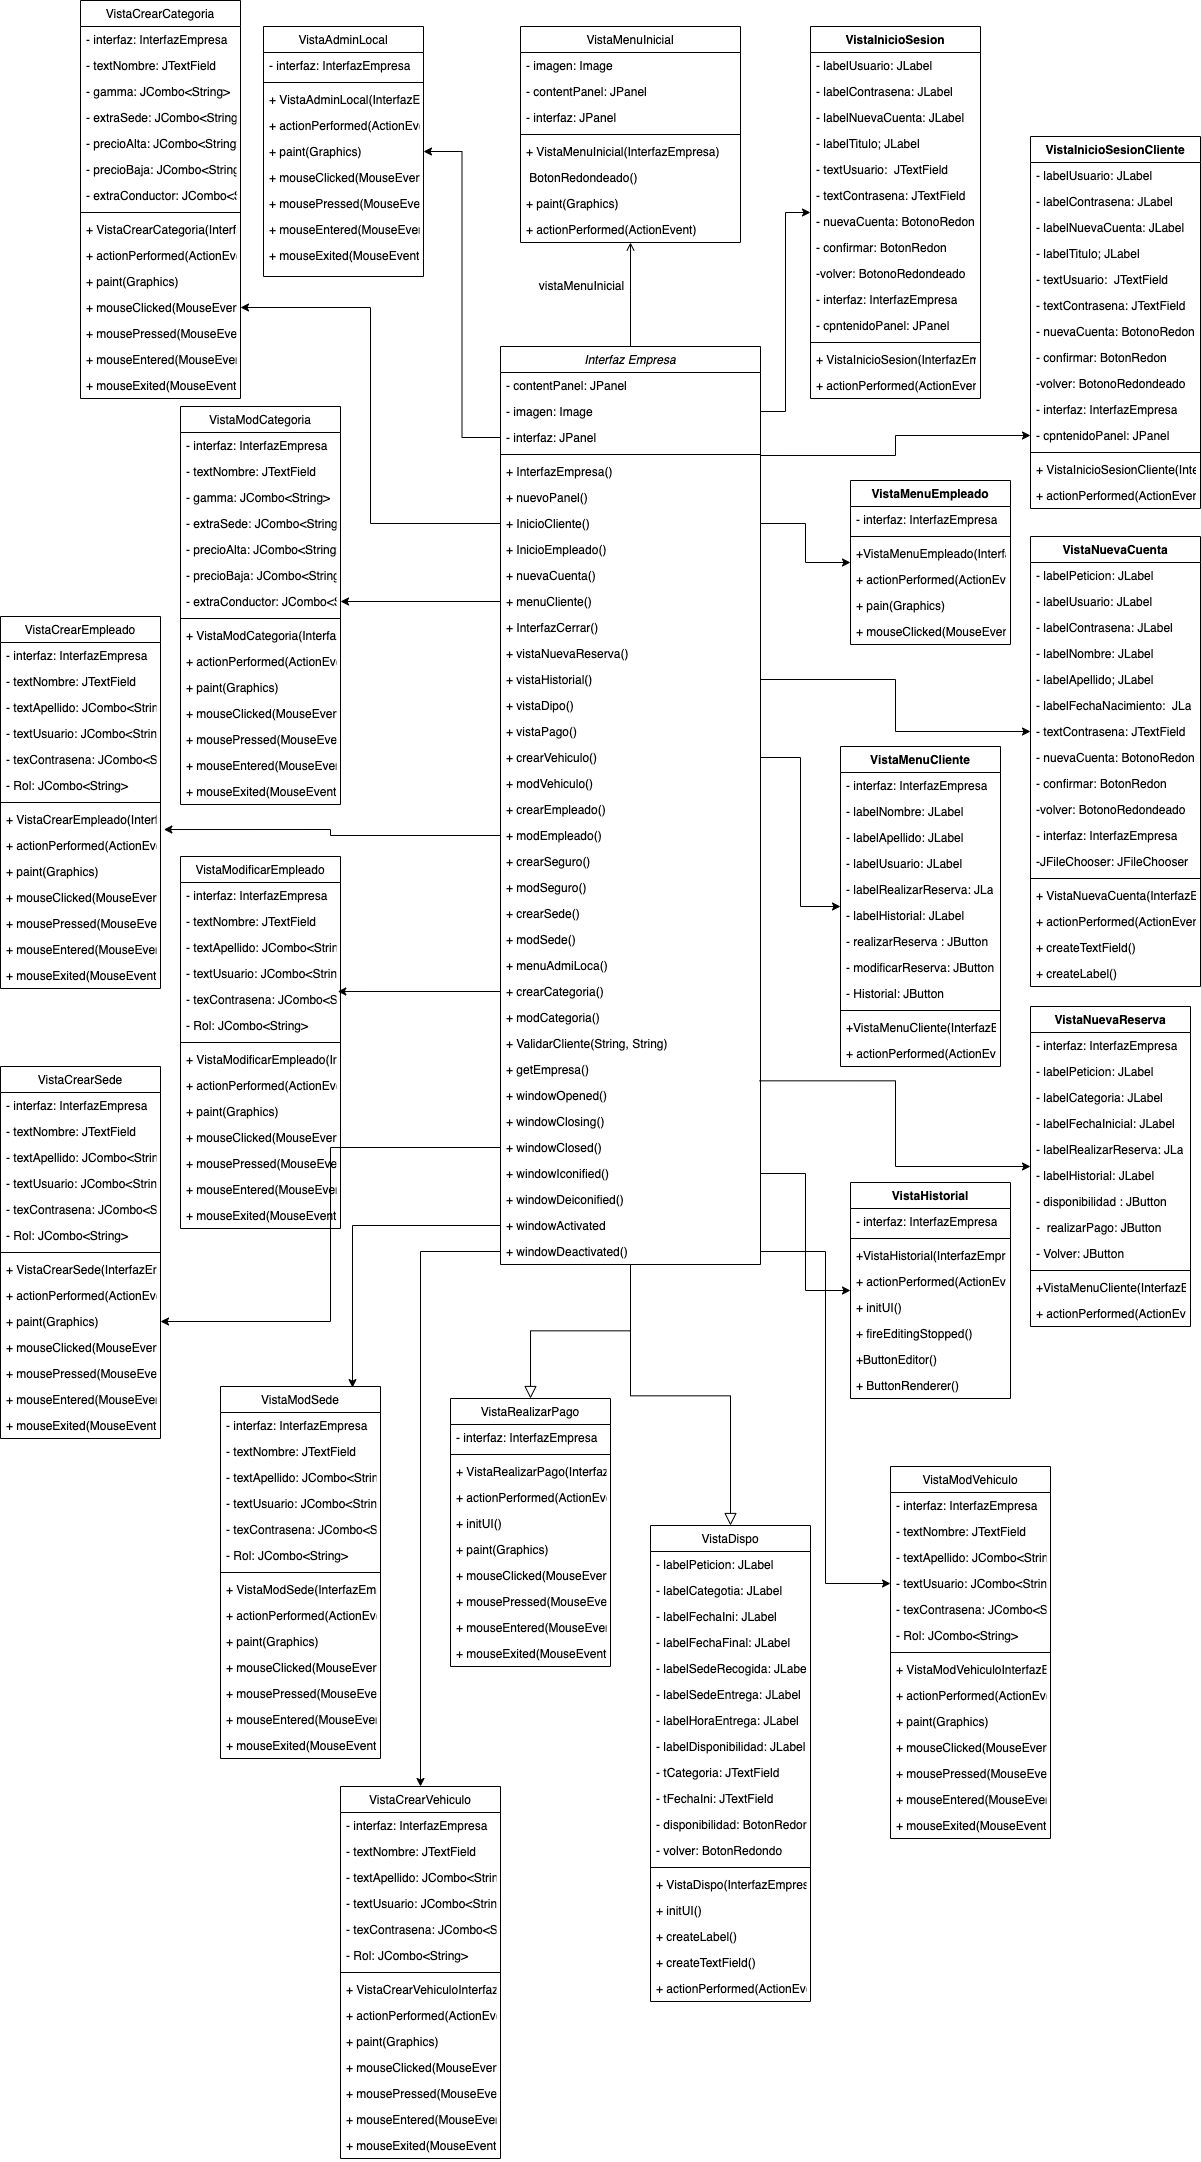 VistaCrearCategoria
- interfaz: InterfazEmpresa
- textNombre: JTextField
- gamma: JCombo<String>
- extraSede: JCombo<String
- precioAlta: JCombo<String
- precioBaja: JCombo<String
- extraConductor: JCombo<S
+ VistaCrearCategoria(Interf
+ actionPerformed(ActionEv
+ paint(Graphics)
+ mouseClicked(MouseEver
+ mousePressed(MouseEve
+ mouseEntered(MouseEve
+ mouseExited(MouseEvent
VistaAdminLocal
- interfaz: InterfazEmpresa
+ VistaAdminLocal(InterfazE
+ actionPerformed(ActionEv
+ paint(Graphics)
+ mouseClicked(MouseEver
+ mousePressed(MouseEve
+ mouseEntered(MouseEve
+ mouseExited(MouseEvent
VistaMenuInicial
- imagen: Image
- contentPanel: JPanel
- interfaz: JPanel
+ VistaMenuInicial(InterfazEmpresa)
BotonRondeado()
+ paint(Graphics)
+ actionPerformed(ActionEvent)
vistaMenuInicial
VistaInicioSesion
- labelUsuario: JLabel
- labelContrasena: JLabel
- labelNuevaCuenta: JLabel
- labelTitulo; JLabel
- textUsuario: JTextField
- textContrasena: JTextField
- nuevaCuenta: BotonoRedon
- confirmar: BotonRedon
-volver: BotonoRedondeado
- interfaz: InterfazEmpresa
- cpntenidoPanel: JPanel
+ VistaInicioSesion(InterfazEm
+ actionPerformed(ActionEver
VistaInicioSesionCliente
- labelUsuario: JLabel
- labelContrasena: JLabel
- labelNuevaCuenta: JLabel
- labelTitulo; JLabel
- textUsuario: JTextField
- textContrasena: JTextField
- nuevaCuenta: BotonoRedon
- confirmar: BotonRedon
-volver: BotonoRedondeado
- interfaz: InterfazEmpresa
- cpntenidoPanel: JPanel
+ VistaInicioSesionCliente(Inte
+ actionPerformed(ActionEver
Interfaz Empresa
- contentPanel: JPanel
- imagen: Image
- interfaz: JPanel
+ InterfazEmpresa()
+ nuevoPanel()
+ InicioCliente()
+ InicioEmpleado()
+ nuevaCuenta()
+ menuCliente()
+ InterfazCerrar()
+ vistaNuevaReserva()
+ vistaHistorial()
+ vistaDipo()
+ vistaPago()
+ crearVehiculo()
+ modVehiculo()
+ crearEmpleado()
+ modEmpleado()
+ crearSeguro()
+ modSeguro()
+ crearSede()
+ modSede()
+ menuAdmiLoca()
+ crearCategoria()
+ modCategoria()
+ ValidarCliente(String, String)
+ getEmpresa()
+ windowOpened()
+ windowClosing()
+ windowClosed()
+ windowIconified()
+ windowDeiconified()
+ windowActivated
+ windowDeactivated()
VistaModCategoria
- interfaz: InterfazEmpresa
- textNombre: JTextField
- gamma: JCombo<String>
- extraSede: JCombo<String
- precioAlta: JCombo<String
- precioBaja: JCombo<String
- extraConductor: JCombo<S
+ VistaModCategoria(Interfa
+ actionPerformed(ActionEv
+ paint(Graphics)
+ mouseClicked(MouseEver
+ mousePressed(MouseEve
+ mouseEntered(MouseEve
+ mouseExited(MouseEvent
VistaMenuEmpleado
- interfaz: InterfazEmpresa
+VistaMenuEmpleado(Interfa
+ actionPerformed(ActionEv
+ pain(Graphics)
+ mouseClicked(MouseEver
VistaNuevaCuenta
- labelPeticion: JLabel
- labelUsuario: JLabel
- labelContrasena: JLabel
- labelNombre: JLabel
- labelApellido; JLabel
- labelFechaNacimiento: JLa
- textContrasena: JTextField
- nuevaCuenta: BotonoRedon
- confirmar: BotonRedon
-volver: BotonoRedondeado
- interfaz: InterfazEmpresa
-JFileChooser: JFileChooser
+ VistaNuevaCuenta(InterfazE
+ actionPerformed(ActionEver
+ createTextField()
+ createLabel()
VistaCrearEmpleado
- interfaz: InterfazEmpresa
- textNombre: JTextField
- textApellido: JCombo<Strin
- textUsuario: JCombo<Strin
- texContrasena: JCombo<S
- Rol: JCombo<String>
+ VistaCrearEmpleado(Interf
+ actionPerformed(ActionEv
+ paint(Graphics)
+ mouseClicked(MouseEver
+ mousePressed(MouseEve
+ mouseEntered(MouseEve
+ mouseExited(MouseEvent
VistaMenuCliente
- interfaz: InterfazEmpresa
- labelNombre: JLabel
- labelApellido: JLabel
- labelUsuario: JLabel
- labelRealizarReserva: JLa
- labelHistorial: JLabel
- realizarReserva : JButton
- modificarReserva: JButton
- Historial: JButton
+VistaMenuCliente(InterfazE
+ actionPerformed(ActionEv
VistaModificarEmpleado
- interfaz: InterfazEmpresa
- textNombre: JTextField
- textApellido: JCombo<Strin
- textUsuario: JCombo<Strin
- texContrasena: JCombo<S
- Rol: JCombo<String>
+ VistaModificarEmpleado(Ir
+ actionPerformed(ActionEv
+ paint(Graphics)
+ mouseClicked(MouseEver
+ mousePressed(MouseEve
+ mouseEntered(MouseEve
+ mouseExited(MouseEvent
VistaNuevaReserva
- interfaz: InterfazEmpresa
- labelPeticion: JLabel
- labelCategoria: JLabel
- labelFechaInicial: JLabel
- labelRealizarReserva: JLa
- labelHistorial: JLabel
- disponibilidad : JButton
- realizarPago: JButton
- Volver: JButton
+VistaMenuCliente(InterfazE
+ actionPerformed(ActionEv
VistaCrearSede
- interfaz: InterfazEmpresa
- textNombre: JTextField
- textApellido: JCombo<Strin
- textUsuario: JCombo<Strin
- texContrasena: JCombo<S
- Rol: JCombo<String>
+ VistaCrearSede(InterfazEr
+ actionPerformed(ActionEv
+ paint(Graphics)
+ mouseClicked(MouseEver
+ mousePressed(MouseEve
+ mouseEntered(MouseEve
+ mouseExited(MouseEvent
VistaHistorial
- interfaz: InterfazEmpresa
+VistaHistorial(InterfazEmpr
+ actionPerformed(ActionEv
+ initUI()
+ fireEditingStopped()
+ButtonEditor()
+ ButtonRenderer()
VistaModSede
- interfaz: InterfazEmpresa
- textNombre: JTextField
- textApellido: JCombo<Strin
- textUsuario: JCombo<Strin
- texContrasena: JCombo<S
- Rol: JCombo<String>
+ VistaModSede(InterfazEm
+ actionPerformed(ActionEv
+ paint(Graphics)
+ mouseClicked(MouseEver
+ mousePressed(MouseEve
+ mouseEntered(MouseEve
+ mouseExited(MouseEvent
VistaRealizarPago
- interfaz: InterfazEmpresa
+ VistaRealizarPago(Interfaz
+ actionPerformed(ActionEv
+ initUI()
+ paint(Graphics)
+ mouseClicked(MouseEver
+ mousePressed(MouseEve
+ mouseEntered(MouseEve
+ mouseExited(MouseEvent
VistaDispo
- labelPeticion: JLabel
- labelCategotia: JLabel
- labelFechaIni: JLabel
- labelFechaFinal: JLabel
- labelSedeRecogida: JLabe
- labelSedeEntrega: JLabel
- labelHoraEntrega: JLabel
- labelDisponibilidad: JLabel
- tCategoria: JTextField
- tFechaIni: JTextField
- disponibilidad: BotonRedor
- volver: BotonRedondo
+ VistaDispo(InterfazEmpres
+ initUI()
+ createLabel()
+ createTextField()
+ actionPerformed(ActionEv
VistaModVehiculo
- interfaz: InterfazEmpresa
- textNombre: JTextField
- textApellido: JCombo<Strin
- textUsuario: JCombo<Strin
- texContrasena: JCombo<S
- Rol: JCombo<String>
+ VistaModVehiculoInterfazE
+ actionPerformed(ActionEv
+ paint(Graphics)
+ mouseClicked(MouseEver
+ mousePressed(MouseEve
+ mouseEntered(MouseEve
+ mouseExited(MouseEvent
VistaCrearVehiculo
- interfaz: InterfazEmpresa
- textNombre: JTextField
- textApellido: JCombo<Strin
- textUsuario: JCombo<Strin
- texContrasena: JCombo<S
- Rol: JCombo<String>
+ VistaCrearVehiculoInterfaz
+ actionPerformed(ActionEv
+ paint(Graphics)
+ mouseClicked(MouseEver
+ mousePressed(MouseEve
+ mouseEntered(MouseEve
+ mouseExited(MouseEvent